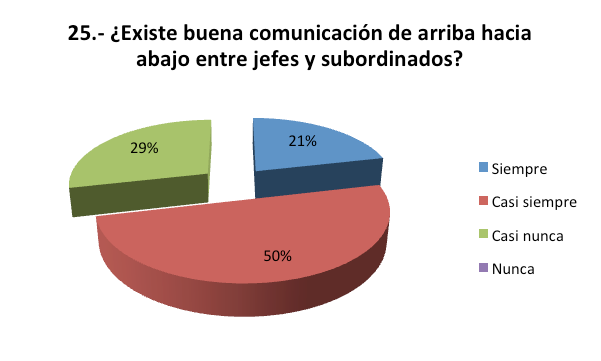 25.- ¿Existe buena comunicación de arriba hacia
abajo entre jefes y subordinados?
29%
21%
50%
Siempre
Casi siempre
Casi nunca
Nunca